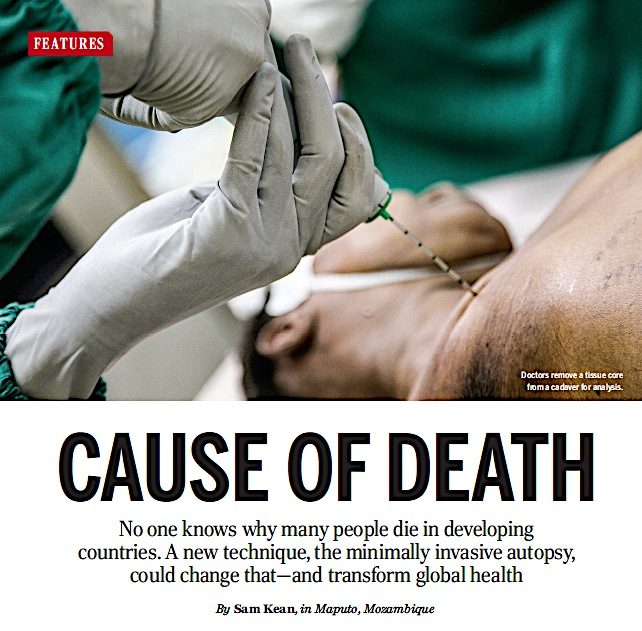 FEATURES
Doctors remove a tissue core
from a cadaver for analysis.
CAUSE OF DEATH
No one knows why many people die in developing
countries. A new technique, the minimally invasive autopsy,
could change that—and transform global health
By Sam Kean, in Maputo, Mozambique